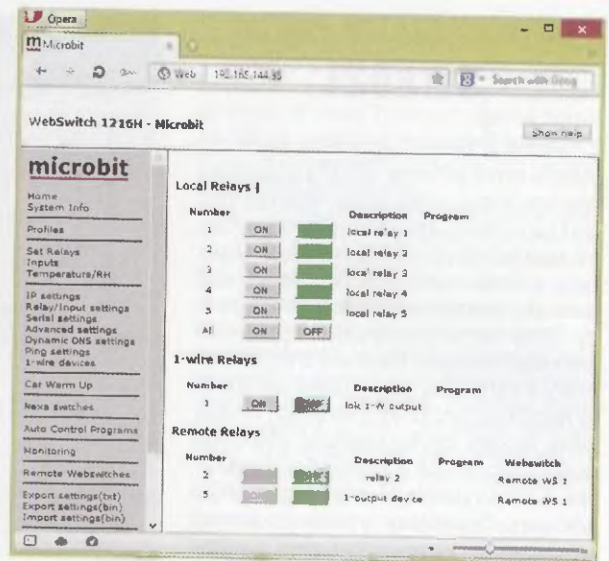 Opera
Microbit
Web
Search with Goog
WebSwitch 1216H - Microbit
Show help
microbit
Home
System Info
Profiles
Set Relays
Inputs
Temperature/RH
IP settings
Relay/Input settings
Serial settings
Advanced settings
Dynamic DNS settings
Ping settings
1-wire devices
Car Warm Up
Nexa switches
Auto Control Programs
Monitoring
Remote Webswitches
Export settings(txt)
Export settings(bin)
Import settings(bin)
Local Relays |
Number Description Program
1 ON local relay 1
2 ON local relay 2
3 ON local relay 3
4 ON local relay 4
5 ON local relay 5
All ON OFF
1-wire Relays
Number Description Program
1 ON 1-W output
Remote Relays
Number Description Program Webswitch
2 relay 2 Remote WS 1
5 1-output device Remote WS 1